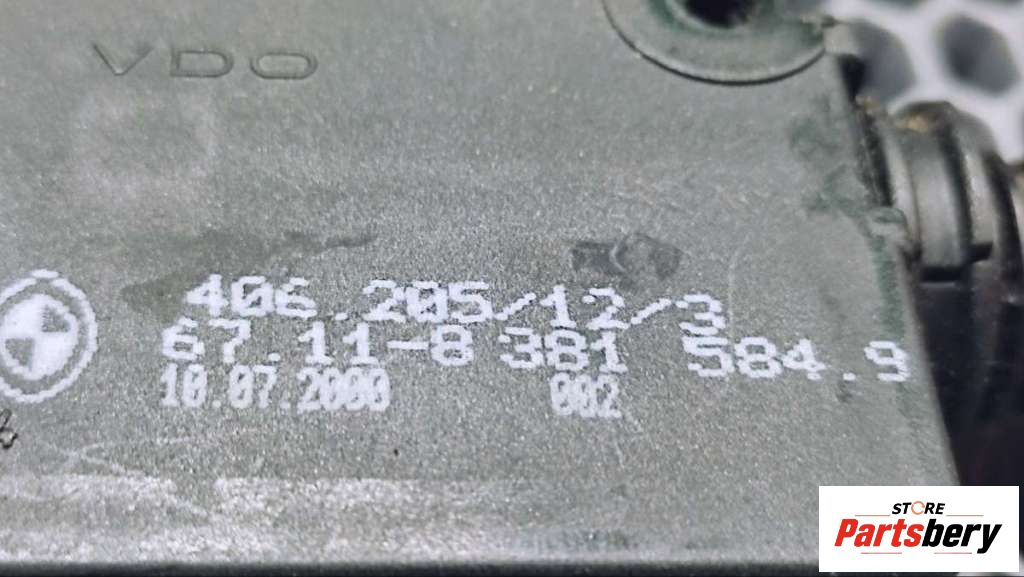 VDO
406.205/12/3
67.11-8 381 584.9
10.07.2000 002
STORE
Partsbery